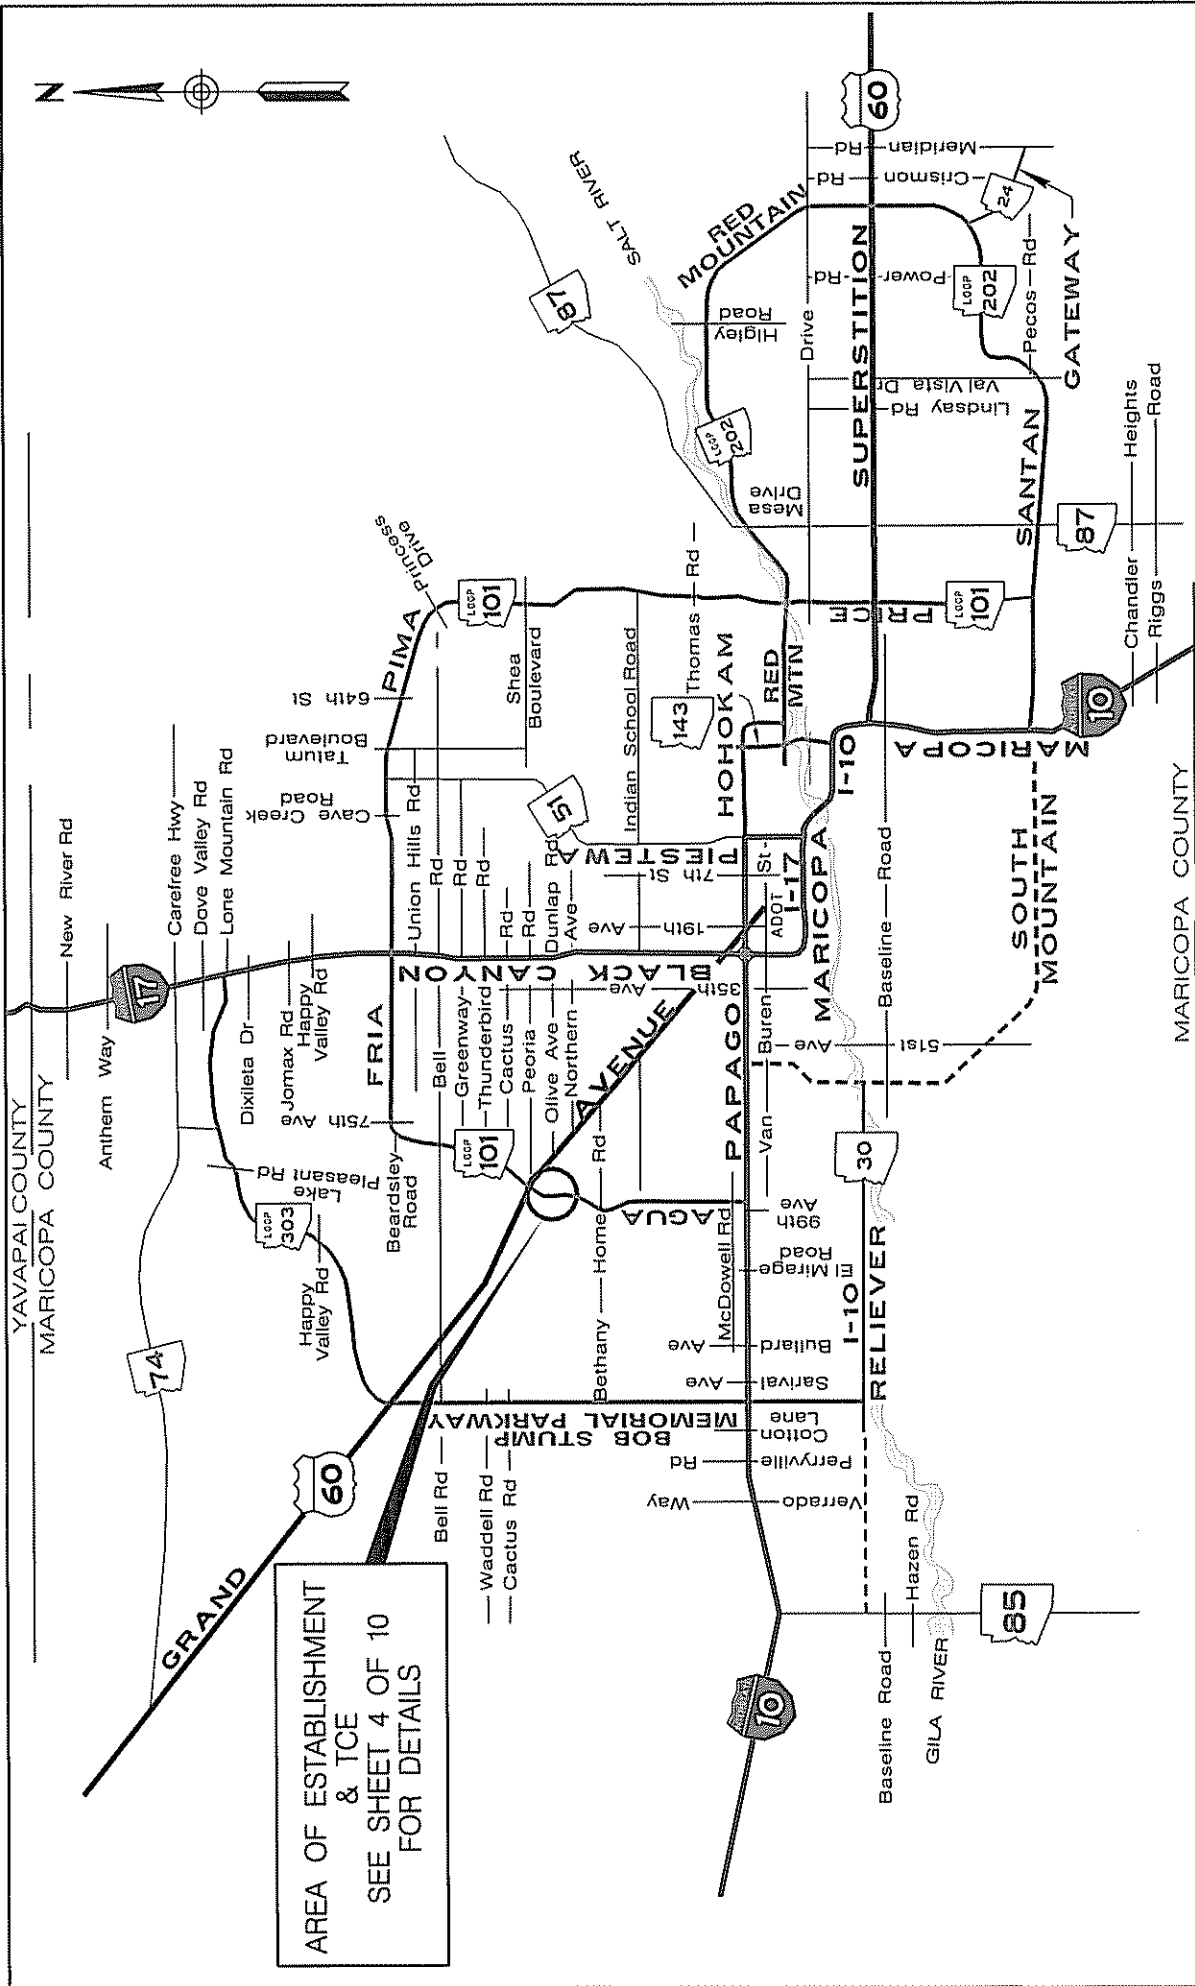 N
YAVAPAI COUNTY
MARICOPA COUNTY
New River Rd
Anthem Way
17
Carefree Hwy
Dove Valley Rd
Lone Mountain Rd
74
Dixileta Dr
Jomax Rd
Happy
Valley Rd
Lake
Pleasant Rd
LOOP
303
Happy
Valley Rd
GRAND
60
AREA OF ESTABLISHMENT
& TCE
SEE SHEET 4 OF 10
FOR DETAILS
AVENUE
75th Ave
Beardsley
Road
AGUA
FRIA
LOOP
101
Union Hills Rd
Bell
Rd
Greenway
Rd
Thunderbird
Rd
Cactus
Rd
Peoria
Rd
Olive Ave
Dunlap Rd
Northern
Ave
Bethany
Home
Rd
Bell Rd
Waddell Rd
Cactus Rd
BOB STUMP
MEMORIAL PARKWAY
BLACK CANYON
35th
Ave
19th
Ave
7th St
PIESTEWA
51
Cave Creek
Road
Tatum
Boulevard
64th St
PIMA
Princess
Drive
LOOP
101
Shea
Boulevard
Indian School Road
Thomas
Rd
143
HOHOKAM
RED
MTN
87
SALT RIVER
RED
MOUNTAIN
LOOP
202
Higley
Road
Mesa
Drive
Drive
Power
Rd
Crismon
Rd
Meridian
Rd
60
SUPERSTITION
Lindsay Rd
Val Vista Dr
24
LOOP
202
Pecos
Rd
GATEWAY
SANTAN
87
PRICE
LOOP
101
Chandler
Heights
Riggs
Road
10
MARICOPA
I-10
MARICOPA
I-17
ADOT
Van
Buren
St
PAPAGO
McDowell Rd
99th
Ave
El Mirage
Road
Bullard
Ave
Sarival
Ave
Cotton
Lane
Perryville
Rd
Verrado
Way
51st
Ave
Baseline
Road
SOUTH
MOUNTAIN
30
I-10
RELIEVER
10
Baseline Road
Hazen Rd
GILA RIVER
85
MARICOPA COUNTY